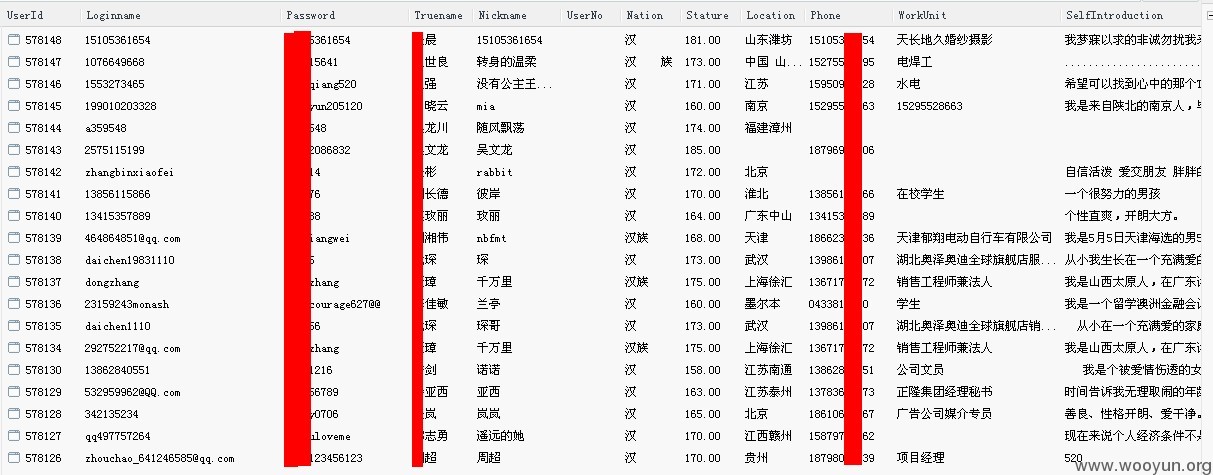 UserId Loginname Password Truename Nickname UserNo Nation Stature Location Phone WorkUnit SelfIntroduction
578148 15105361654 5361654 晨 15105361654 汉 181.00 山东潍坊 15105 54 天长地久婚纱摄影 我梦寐以求的非诚勿扰我
578147 1076649668 15641 世良 转身的温柔 汉 族 173.00 中国 山... 152755 95 电焊工
578146 1553273465 qiang520 强 没有公主王... 汉 171.00 江苏 159509 28 水电 希望可以找到心中的那个
578145 199010203328 yun205120 晓云 mia 汉 160.00 南京 152955 63 15295528663 我是来自陕北的南京人，
578144 a359548 548 龙川 随风飘荡 汉 174.00 福建漳州
578143 2575115199 2086832 文龙 吴文龙 汉 185.00 187969 06
578142 zhangbinxiaofei 14 彬 rabbit 汉 172.00 北京 自信活泼 爱交朋友 胖胖的
578141 13856115866 76 长德 彼岸 汉 170.00 淮北 138561 66 在校学生 一个很努力的男孩
578140 13415357889 88 玫丽 玫丽 汉 164.00 广东中山 134153 89 个性直爽，开朗大方。
578139 464864851@qq.com iangwei 湘伟 nbfmt 汉族 168.00 天津 186623 36 天津郁翔电动自行车有限公司 我是5月5日天津海选的男5
578138 daichen19831110 5 琛 琛 汉 173.00 武汉 139861 07 湖北奥泽奥迪全球旗舰店服... 从小我生长在一个充满爱的
578137 dongzhang zhang 璋 千万里 汉族 175.00 上海徐汇 136717 72 销售工程师兼法人 我是山西太原人，在广东
578136 23159243monash courage627@@ 佳敏 兰亭 汉 160.00 墨尔本 043381 0 学生 我是一个留学澳洲金融会
578135 daichen1110 56 琛 琛哥 汉 173.00 武汉 139861 07 湖北奥泽奥迪全球旗舰店销... 从小在一个充满爱的家
578134 292752217@qq.com zhang 璋 千万里 汉族 175.00 上海徐汇 136717 72 销售工程师兼法人 我是山西太原人，在广东
578130 13862840551 1216 剑 诺诺 汉 158.00 江苏南通 138628 51 公司文员 我是个被爱情伤透的女
578129 532959962@QQ.com 56789 亚西 亚西 汉 163.00 江苏泰州 137836 73 正隆集团经理秘书 时间告诉我无理取闹的年
578128 342135234 y0706 岚 岚岚 汉 165.00 北京 186106 67 广告公司媒介专员 善良、性格开朗、爱干净。
578127 qq497757264 uloveme 志勇 遥远的她 汉 170.00 江西赣州 158797 62 现在来说个人经济条件不
578126 zhouchao_641246585@qq.com 123456123 超 周超 汉 170.00 贵州 187980 39 项目经理 520
www.wooyun.org